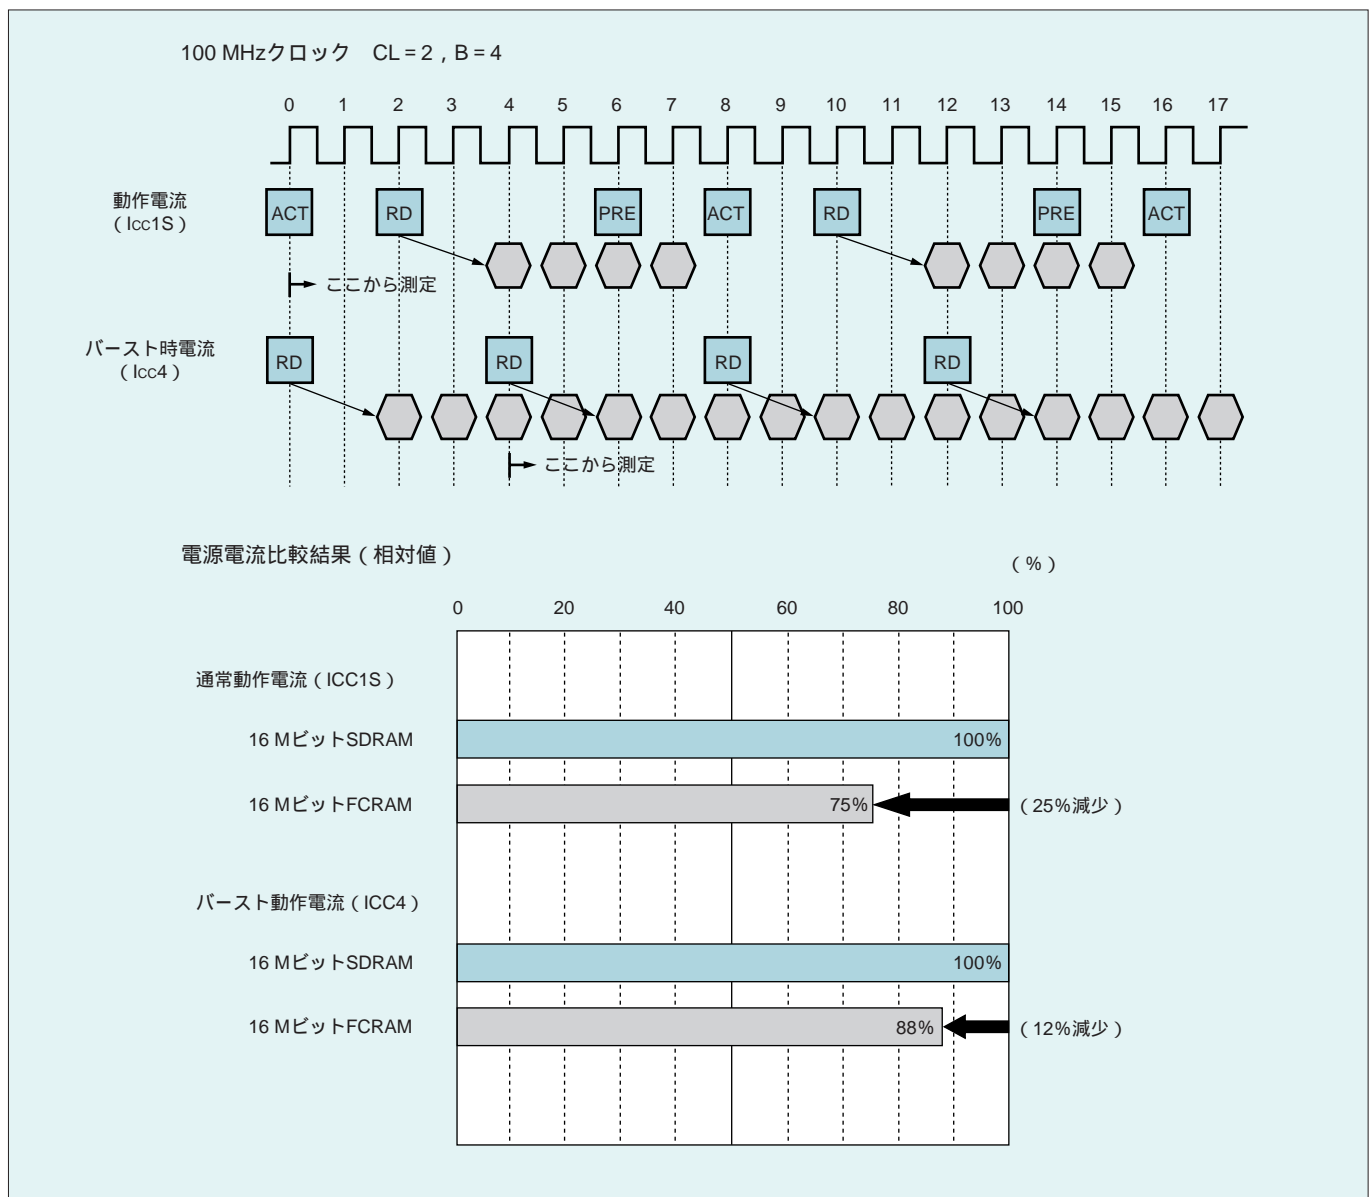 100 MHzクロック　CL = 2 , B = 4
0 1 2 3 4 5 6 7 8 9 10 11 12 13 14 15 16 17
動作電流
( Icc1S )
ACT RD PRE ACT RD PRE ACT
ここから測定
バースト時電流
( Icc4 )
RD RD RD RD
ここから測定
電源電流比較結果 ( 相対値 )
( % )
0 20 40 60 80 100
通常動作電流 ( ICC1S )
16 MビットSDRAM 100%
16 MビットFCRAM 75% ( 25%減少 )
バースト動作電流 ( ICC4 )
16 MビットSDRAM 100%
16 MビットFCRAM 88% ( 12%減少 )